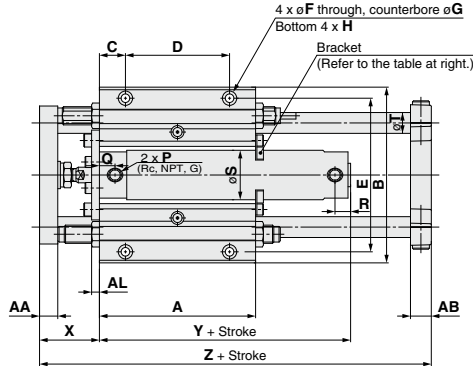 4 x øF through, counterbore øG
Bottom 4 x H
C
D
Bracket
(Refer to the table at right.)
øT
Q
2 x P
(Rc, NPT, G)
øS
E
B
R
AL
AA
A
AB
X
Y + Stroke
Z + Stroke